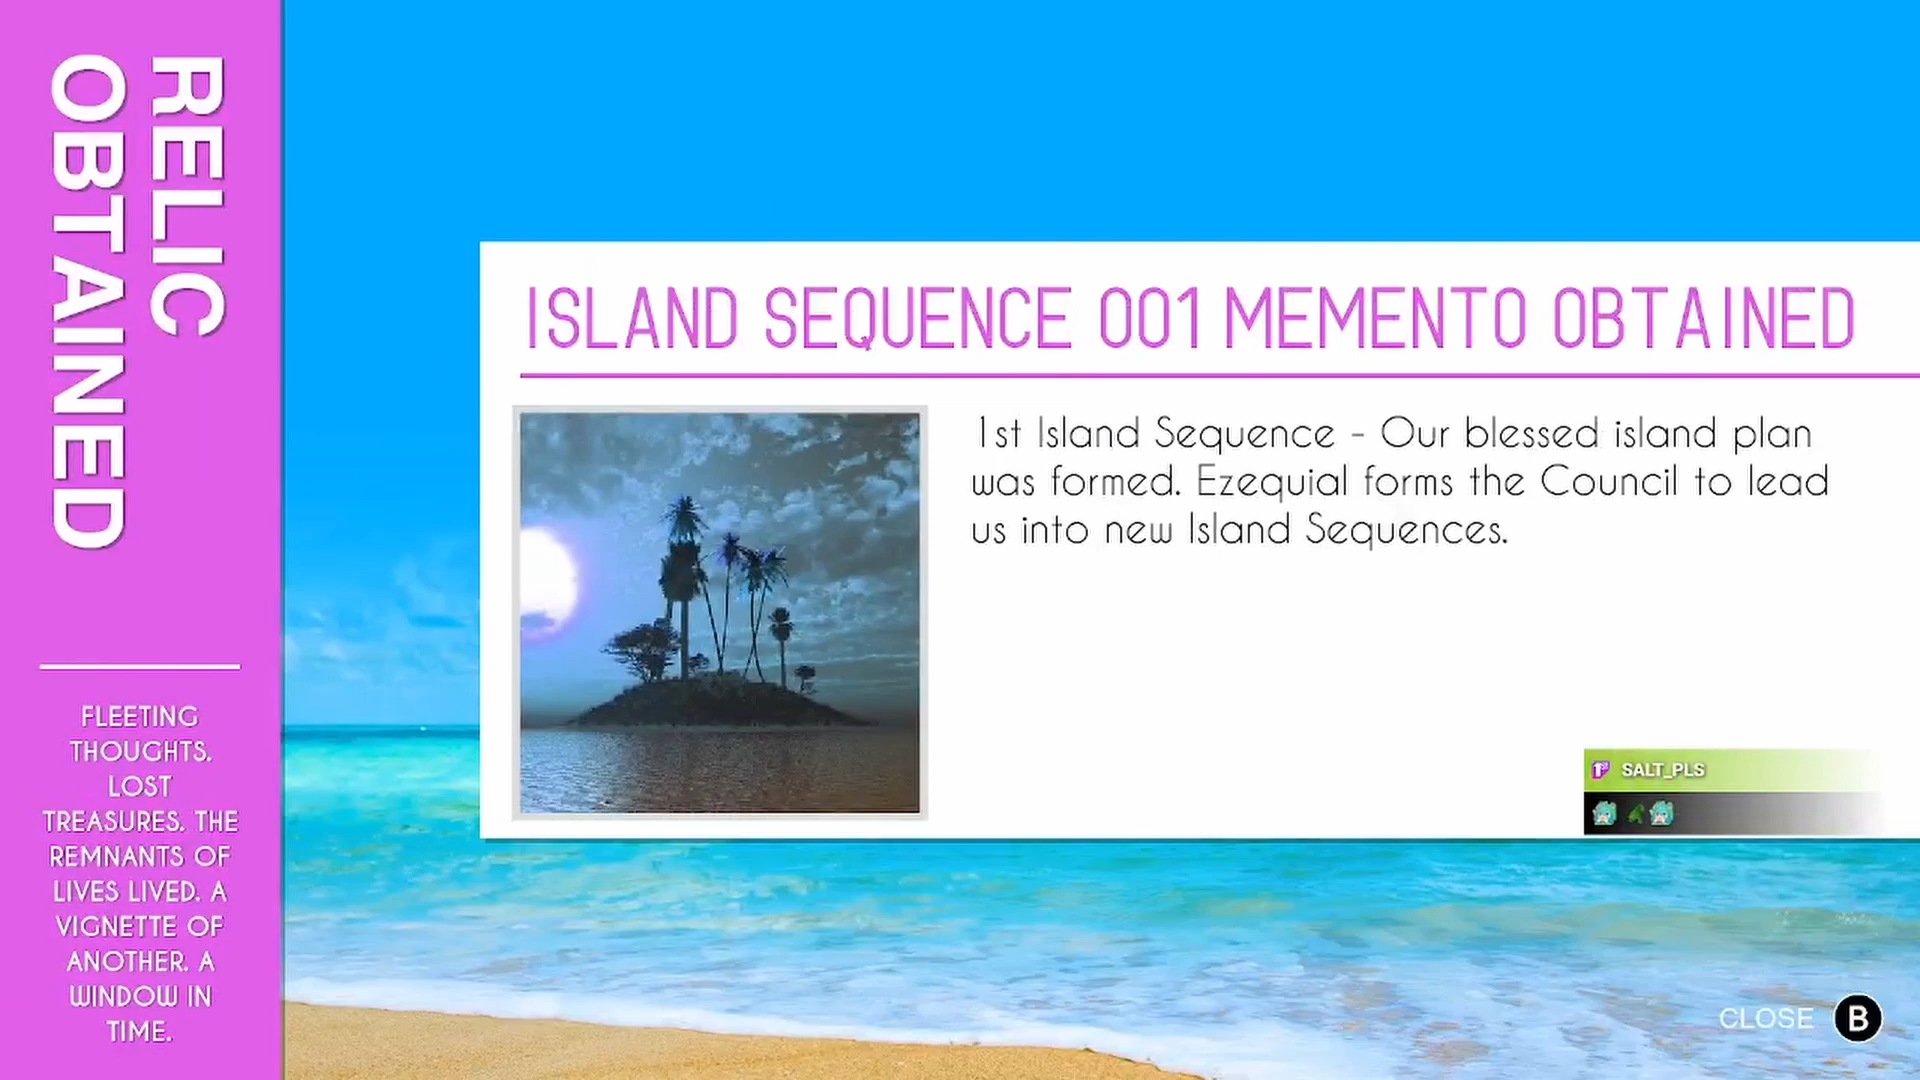 RELIC
OBTAINED
FLEETING
THOUGHTS.
LOST
TREASURES. THE
REMNANTS OF
LIVES LIVED. A
VIGNETTE OF
ANOTHER. A
WINDOW IN
TIME.
ISLAND SEQUENCE 001 MEMENTO OBTAINED
1st Island Sequence - Our blessed island plan
was formed. Ezequial forms the Council to lead
us into new Island Sequences.
1st SALT_PLS
CLOSE B